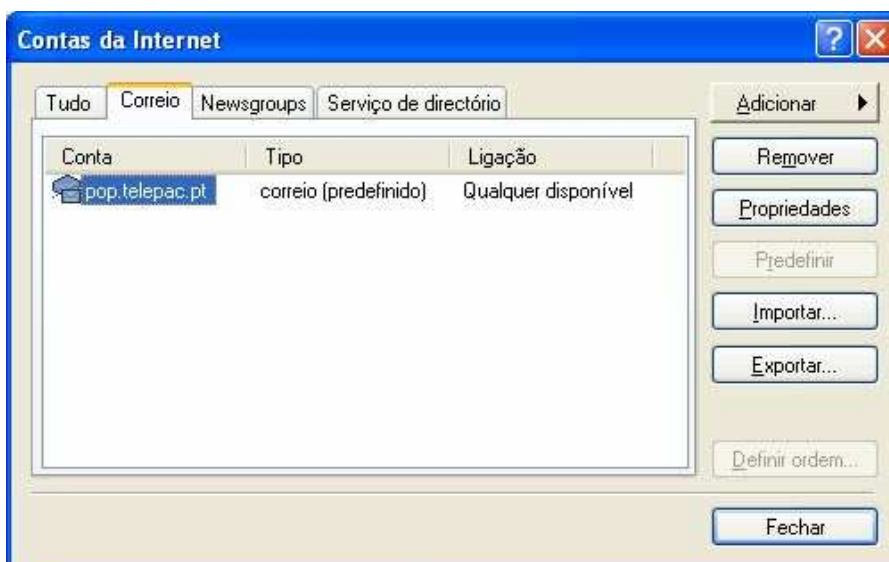 Contas da Internet
Tudo Correio Newsgroups Serviço de directório
Conta Tipo Ligação
pop.telepac.pt correio (predefinido) Qualquer disponível
Adicionar
Remover
Propriedades
Predefinir
Importar...
Exportar...
Definir ordem...
Fechar